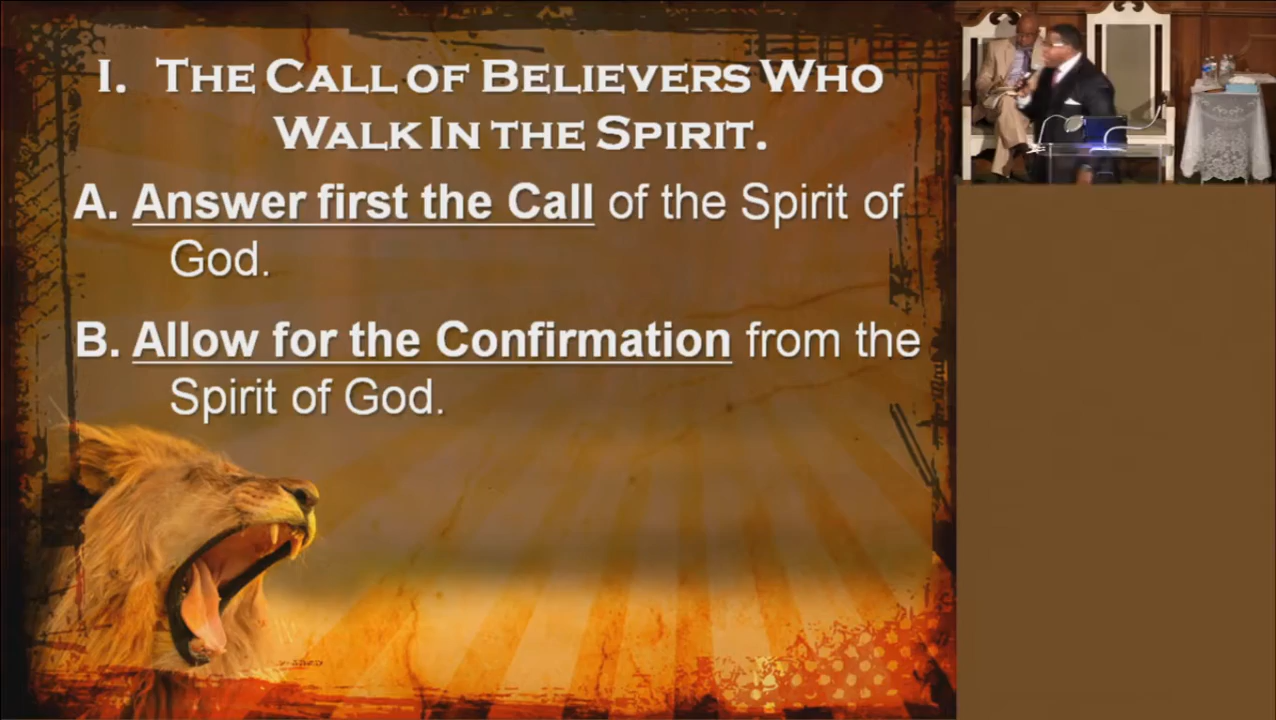 I. THE CALL OF BELIEVERS WHO
WALK IN THE SPIRIT.
A. Answer first the Call of the Spirit of
God.
B. Allow for the Confirmation from the
Spirit of God.